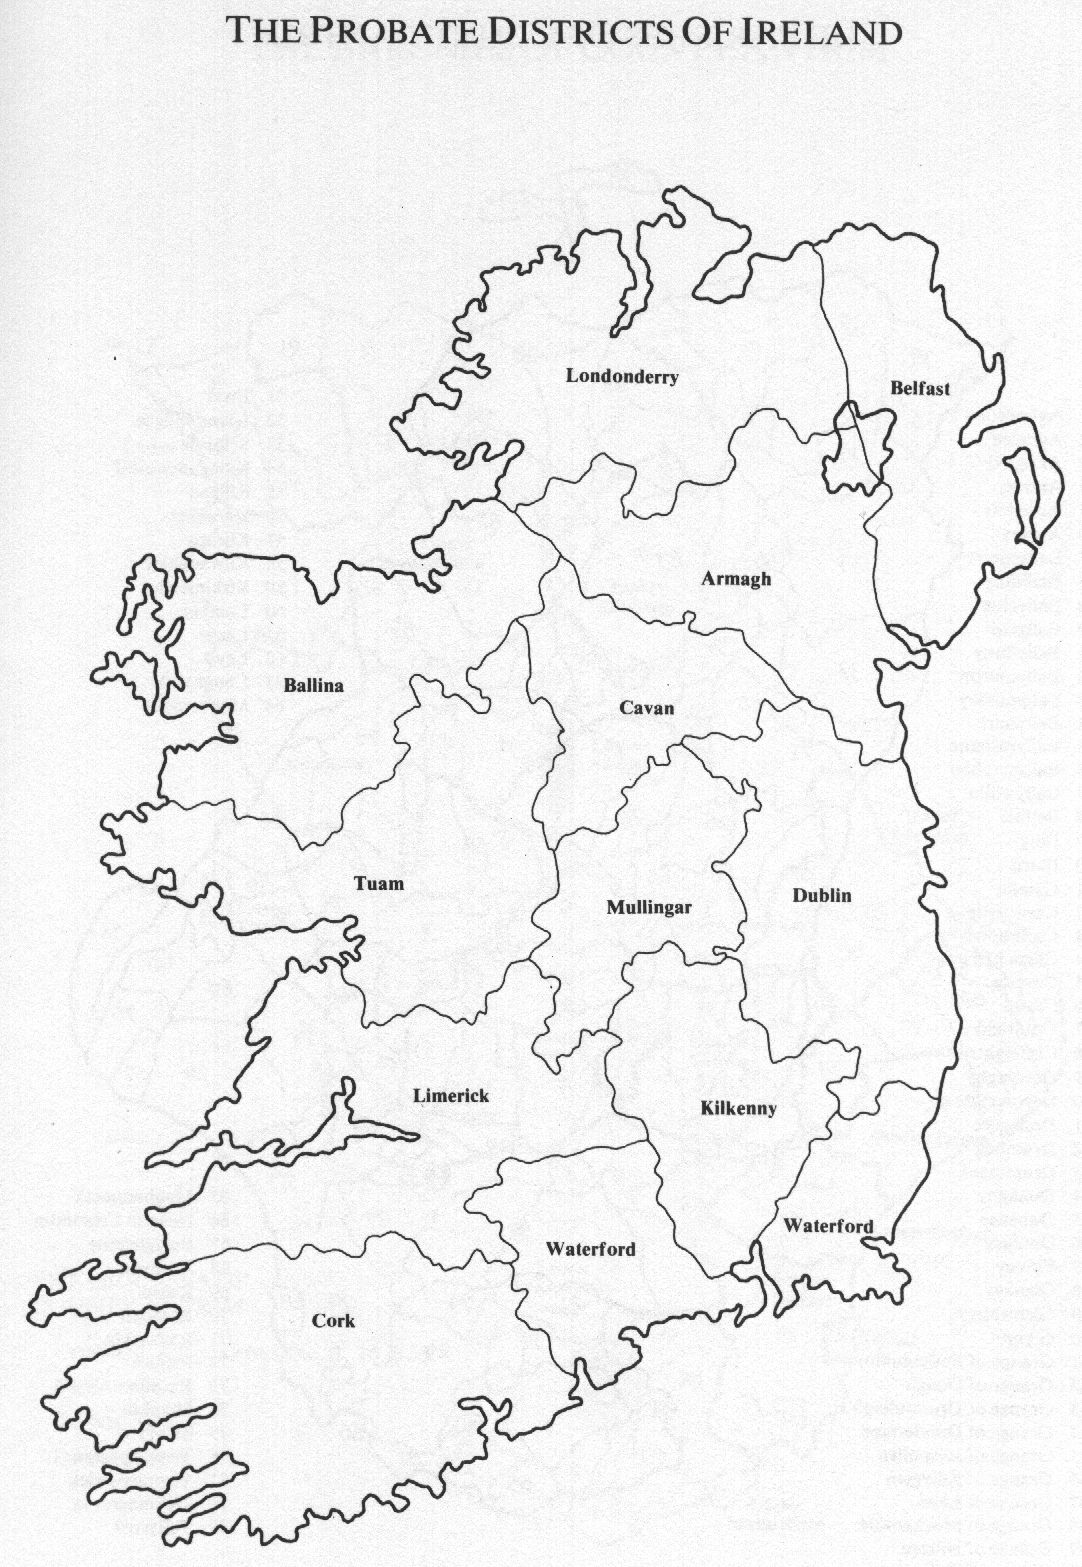 THE PROBATE DISTRICTS OF IRELAND
Londonderry
Belfast
Armagh
Ballina
Cavan
Tuam
Mullingar
Dublin
Limerick
Kilkenny
Waterford
Waterford
Cork